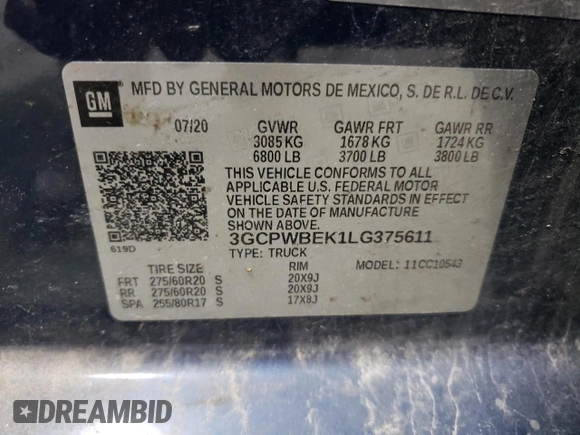 GM
MFD BY GENERAL MOTORS DE MEXICO, S. DE R.L. DE C.V.
07/20 GVWR GAWR FRT GAWR RR
3085 KG 1678 KG 1724 KG
6800 LB 3700 LB 3800 LB
THIS VEHICLE CONFORMS TO ALL
APPLICABLE U.S. FEDERAL MOTOR
VEHICLE SAFETY STANDARDS
IN EFFECT ON THE DATE OF
MANUFACTURE
SHOWN ABOVE.
619D
3GCPWBEK1LG375611
TYPE: TRUCK MODEL: 11CC10543
TIRE SIZE RIM
FRT 275/60R20 S 20X9J
RR 275/60R20 S 20X9J
SPA 255/80R17 S 17X8J
DREAMBID